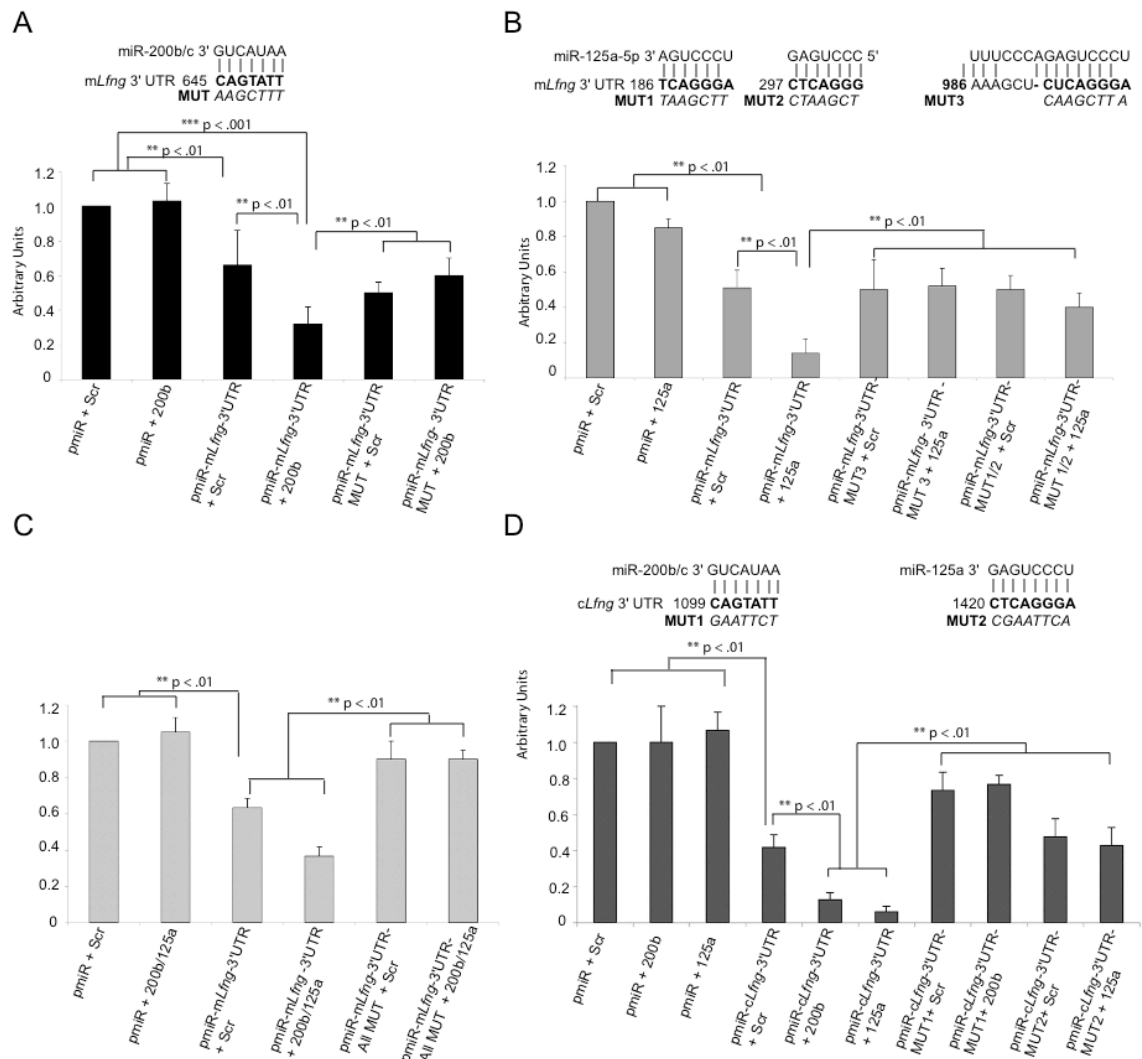 A
miR-200b/c 3' GUCAUAA
mLfng 3' UTR 645 CAGTATT
MUT AAGCTTT
*** p < .001
** p < .01
** p < .01
** p < .01
Arbitrary Units
1.2
1.0
0.8
0.6
0.4
0.2
0
pmiR + Scr
pmiR + 200b
pmiR-mLfng-3'UTR
+ Scr
pmiR-mLfng-3'UTR
+ 200b
pmiR-mLfng-3'UTR
MUT + Scr
pmiR-mLfng- 3'UTR
MUT + 200b
B
miR-125a-5p 3' AGUCCCU GAGUCCC 5' UUUCCCAGAGUCCCU
mLfng 3' UTR 186 TCAGGGA 297 CTCAGGG 986 AAAGCU- CUCAGGGA
MUT1 TAAGCTT MUT2 CTAAGCT MUT3 CAAGCTT A
** p < .01
** p < .01
** p < .01
Arbitrary Units
1.2
1.0
0.8
0.6
0.4
0.2
0
pmiR + Scr
pmiR + 125a
pmiR-mLfng-3'UTR
+ Scr
pmiR-mLfng-3'UTR
+ 125a
pmiR-mLfng-3'UTR-
MUT3 + Scr
pmiR-mLfng- 3'UTR -
MUT 3 + 125a
pmiR-mLfng-3'UTR-
MUT1/2 + Scr
pmiR-mLfng-3'UTR-
MUT 1/2 + 125a
C
** p < .01
** p < .01
1.2
1.0
0.8
0.6
0.4
0.2
0
pmiR + Scr
pmiR + 200b/125a
pmiR-mLfng-3'UTR
+ Scr
pmiR-mLfng -3'UTR
+ 200b/125a
pmiR-mLfng-3'UTR-
All MUT + Scr
pmiR-mLfng-3'UTR-
All MUT + 200b/125a
D
miR-200b/c 3' GUCAUAA miR-125a 3' GAGUCCCU
cLfng 3' UTR 1099 CAGTATT 1420 CTCAGGGA
MUT1 GAATTCT MUT2 CGAATTCA
** p < .01
** p < .01
** p < .01
Arbitrary Units
1.2
1.0
0.8
0.6
0.4
0.2
0
pmiR + Scr
pmiR + 200b
pmiR + 125a
pmiR-cLfng-3'UTR
+ Scr
pmiR-cLfng-3'UTR
+ 200b
pmiR-cLfng-3'UTR
+ 125a
pmiR-cLfng-3'UTR-
MUT1+ Scr
pmiR-cLfng-3'UTR-
MUT1+ 200b
pmiR-cLfng-3'UTR-
MUT2+ Scr
pmiR-cLfng-3'UTR-
MUT2 + 125a